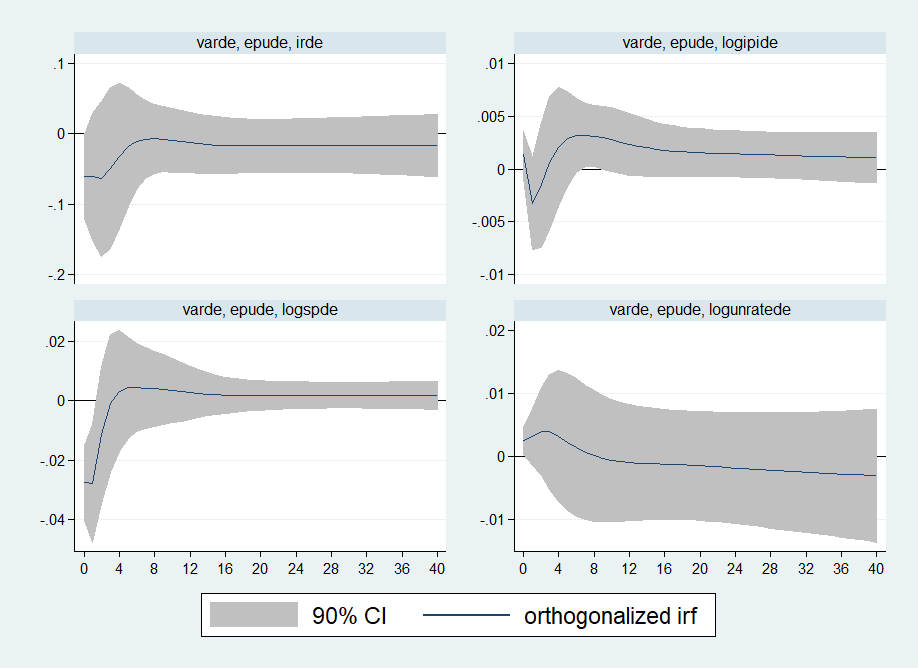 varde, epude, irde
.1
0
-.1
-.2
varde, epude, logipide
.01
.005
0
-.005
-.01
varde, epude, logspde
.02
0
-.02
-.04
0 4 8 12 16 20 24 28 32 36 40
varde, epude, logunratede
.02
.01
0
-.01
0 4 8 12 16 20 24 28 32 36 40
90% CI orthogonalized irf